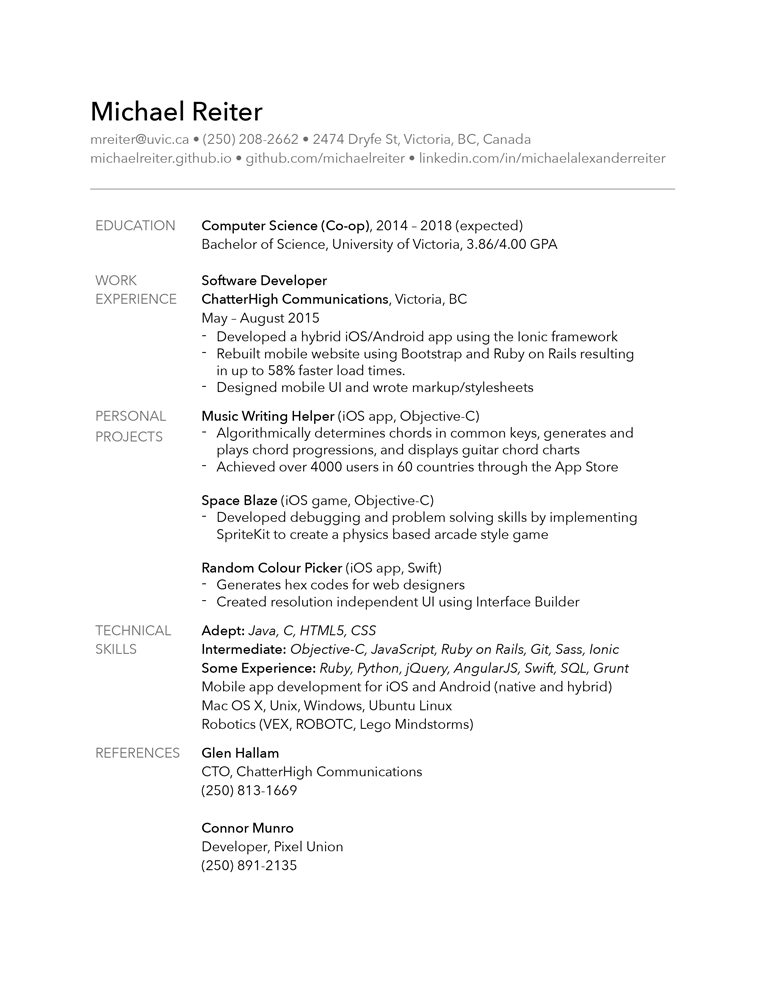 Michael Reiter
mreiter@uvic.ca • (250) 208-2662 • 2474 Dryfe St, Victoria, BC, Canada
michaelreiter.github.io • github.com/michaelreiter • linkedin.com/in/michaelalexanderreiter
EDUCATION
Computer Science (Co-op), 2014 – 2018 (expected)
Bachelor of Science, University of Victoria, 3.86/4.00 GPA
WORK
EXPERIENCE
Software Developer
ChatterHigh Communications, Victoria, BC
May – August 2015
- Developed a hybrid iOS/Android app using the Ionic framework
- Rebuilt mobile website using Bootstrap and Ruby on Rails resulting
in up to 58% faster load times.
- Designed mobile UI and wrote markup/stylesheets
PERSONAL
PROJECTS
Music Writing Helper (iOS app, Objective-C)
- Algorithmically determines chords in common keys, generates and
plays chord progressions, and displays guitar chord charts
- Achieved over 4000 users in 60 countries through the App Store
Space Blaze (iOS game, Objective-C)
- Developed debugging and problem solving skills by implementing
SpriteKit to create a physics based arcade style game
Random Colour Picker (iOS app, Swift)
- Generates hex codes for web designers
- Created resolution independent UI using Interface Builder
TECHNICAL
SKILLS
Adept: Java, C, HTML5, CSS
Intermediate: Objective-C, JavaScript, Ruby on Rails, Git, Sass, Ionic
Some Experience: Ruby, Python, jQuery, AngularJS, Swift, SQL, Grunt
Mobile app development for iOS and Android (native and hybrid)
Mac OS X, Unix, Windows, Ubuntu Linux
Robotics (VEX, ROBOTC, Lego Mindstorms)
REFERENCES
Glen Hallam
CTO, ChatterHigh Communications
(250) 813-1669
Connor Munro
Developer, Pixel Union
(250) 891-2135